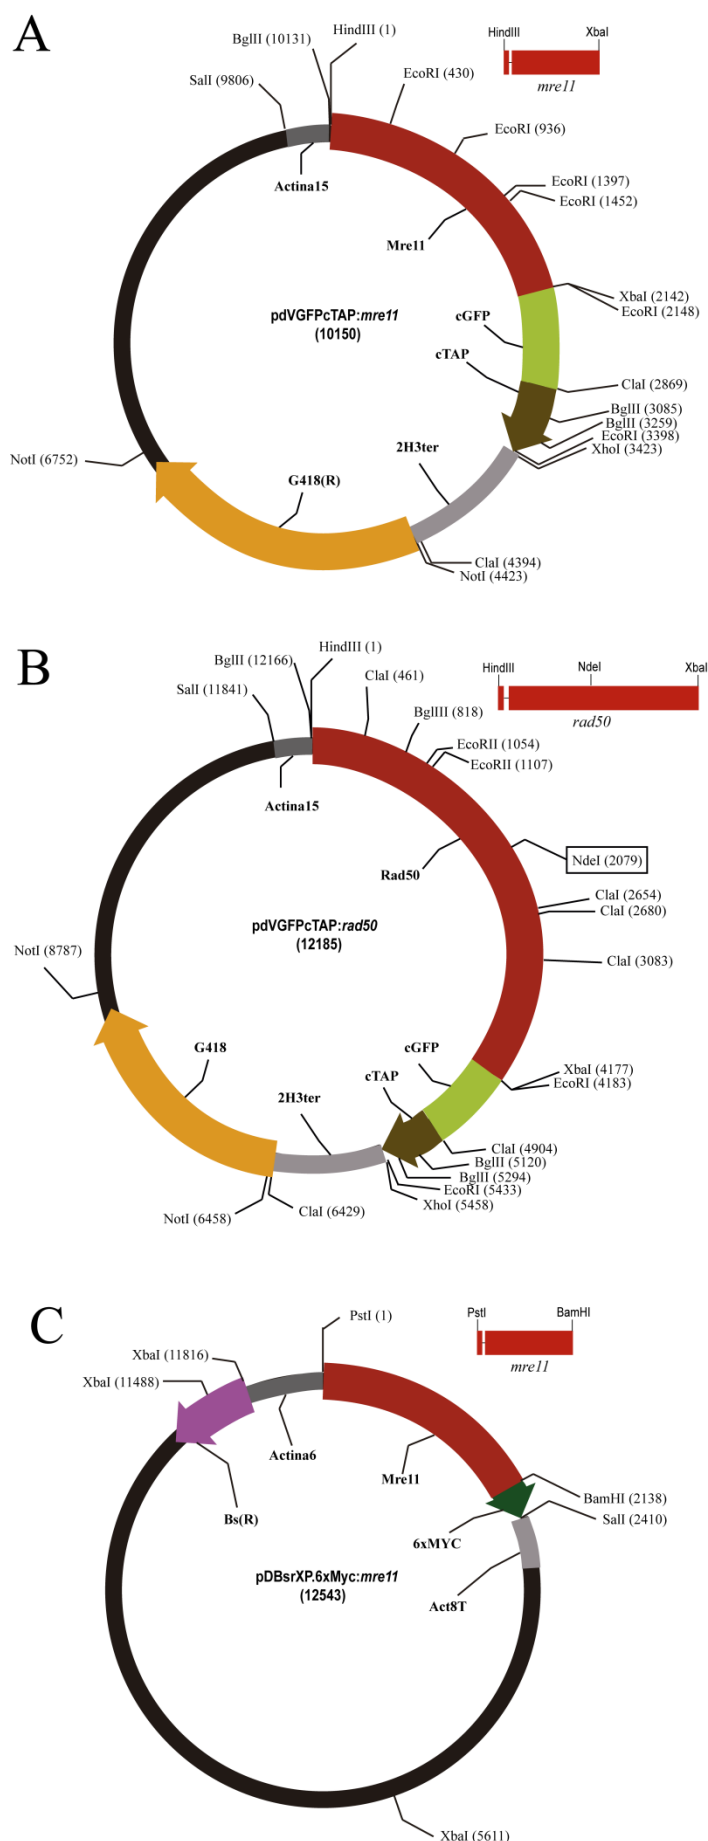 A
HindIII (1)
BglII (10131)
SalI (9806)
HindIII
XbaI
mre11
EcoRI (430)
EcoRI (936)
Actina15
EcoRI (1397)
EcoRI (1452)
Mre11
XbaI (2142)
EcoRI (2148)
pdVGFPcTAP:mre11
(10150)
cGFP
cTAP
ClaI (2869)
BglII (3085)
BglII (3259)
EcoRI (3398)
XhoI (3423)
2H3ter
NotI (6752)
G418(R)
ClaI (4394)
NotI (4423)
B
HindIII (1)
BglII (12166)
SalI (11841)
ClaI (461)
HindIII
NdeI
XbaI
rad50
BglIII (818)
EcoRII (1054)
EcoRII (1107)
Actina15
Rad50
NdeI (2079)
ClaI (2654)
ClaI (2680)
pdVGFPcTAP:rad50
(12185)
NotI (8787)
ClaI (3083)
G418
cGFP
cTAP
2H3ter
XbaI (4177)
EcoRI (4183)
ClaI (4904)
BglII (5120)
BglII (5294)
EcoRI (5433)
XhoI (5458)
NotI (6458)
ClaI (6429)
C
PstI (1)
PstI
BamHI
mre11
XbaI (11816)
XbaI (11488)
Actina6
Mre11
Bs(R)
BamHI (2138)
SalI (2410)
6xMYC
pDBsrXP.6xMyc:mre11
(12543)
Act8T
XbaI (5611)